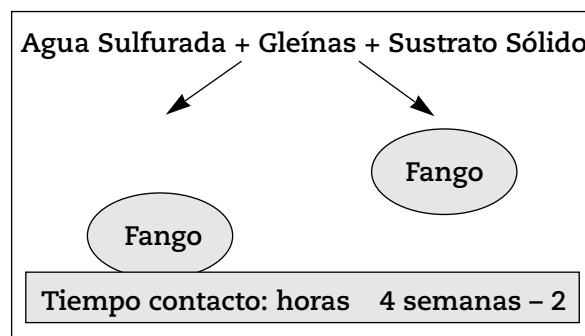 Agua Sulfurada + Gleínas + Sustrato Sólido
Fango
Fango
Tiempo contacto: horas 4 semanas – 2